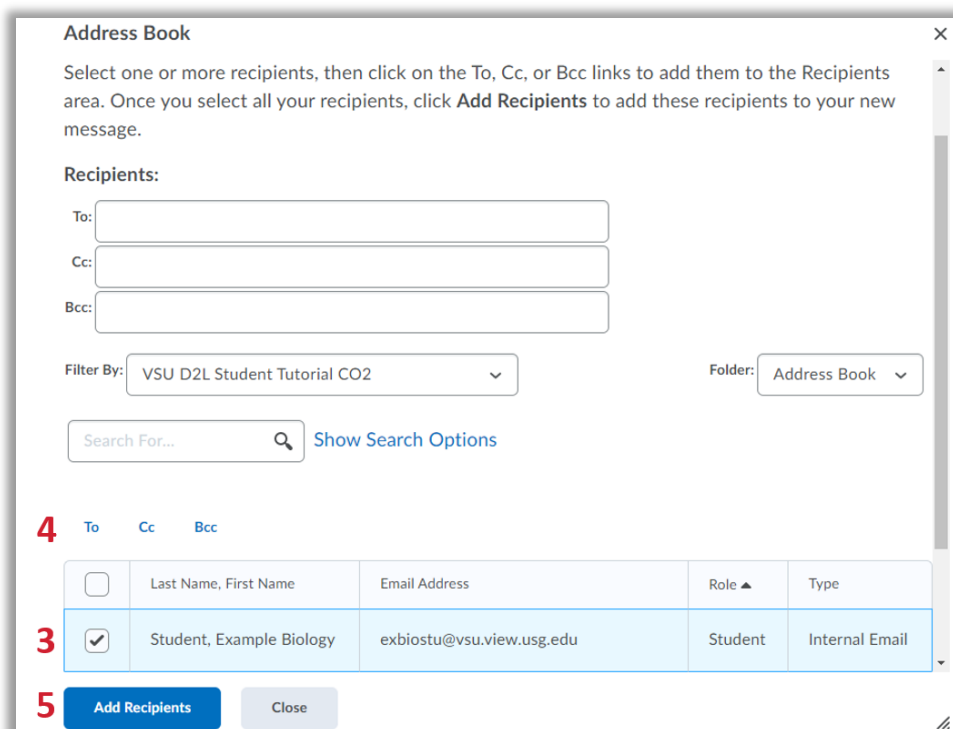 Address Book
Select one or more recipients, then click on the To, Cc, or Bcc links to add them to the Recipients
area. Once you select all your recipients, click Add Recipients to add these recipients to your new
message.
Recipients:
To:
Cc:
Bcc:
Filter By: VSU D2L Student Tutorial CO2 Folder: Address Book
Search For... Show Search Options
4 To Cc Bcc
Last Name, First Name Email Address Role Type
3 Student, Example Biology exbiostu@vsu.view.usg.edu Student Internal Email
5 Add Recipients Close